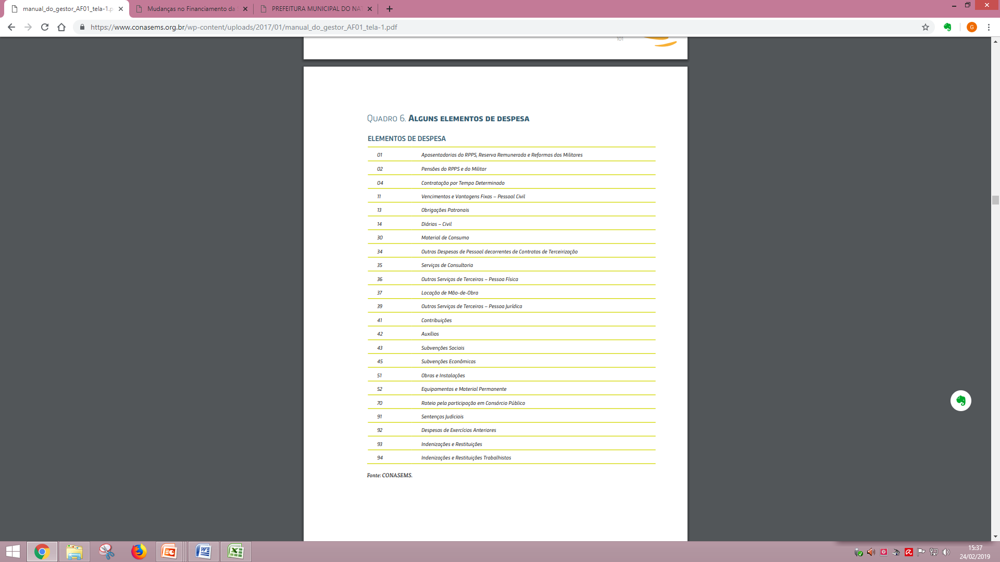 manual_do_gestor_AF01_tela-1.p
Mudanças no Financiamento da
PREFEITURA MUNICIPAL DO NAT
https://www.conasems.org.br/wp-content/uploads/2017/01/manual_do_gestor_AF01_tela-1.pdf
G
101
Quadro 6. Alguns elementos de despesa
ELEMENTOS DE DESPESA
01 Aposentadorias do RPPS, Reserva Remunerada e Reformas dos Militares
02 Pensões do RPPS e do Militar
04 Contratação por Tempo Determinado
11 Vencimentos e Vantagens Fixas – Pessoal Civil
13 Obrigações Patronais
14 Diárias – Civil
30 Material de Consumo
34 Outras Despesas de Pessoal decorrentes de Contratos de Terceirização
35 Serviços de Consultoria
36 Outros Serviços de Terceiros – Pessoa Física
37 Locação de Mão-de-Obra
39 Outros Serviços de Terceiros – Pessoa Jurídica
41 Contribuições
42 Auxílios
43 Subvenções Sociais
45 Subvenções Econômicas
51 Obras e Instalações
52 Equipamentos e Material Permanente
70 Rateio pela participação em Consórcio Público
91 Sentenças Judiciais
92 Despesas de Exercícios Anteriores
93 Indenizações e Restituições
94 Indenizações e Restituições Trabalhistas
Fonte: CONASEMS.
15:37
24/02/2019